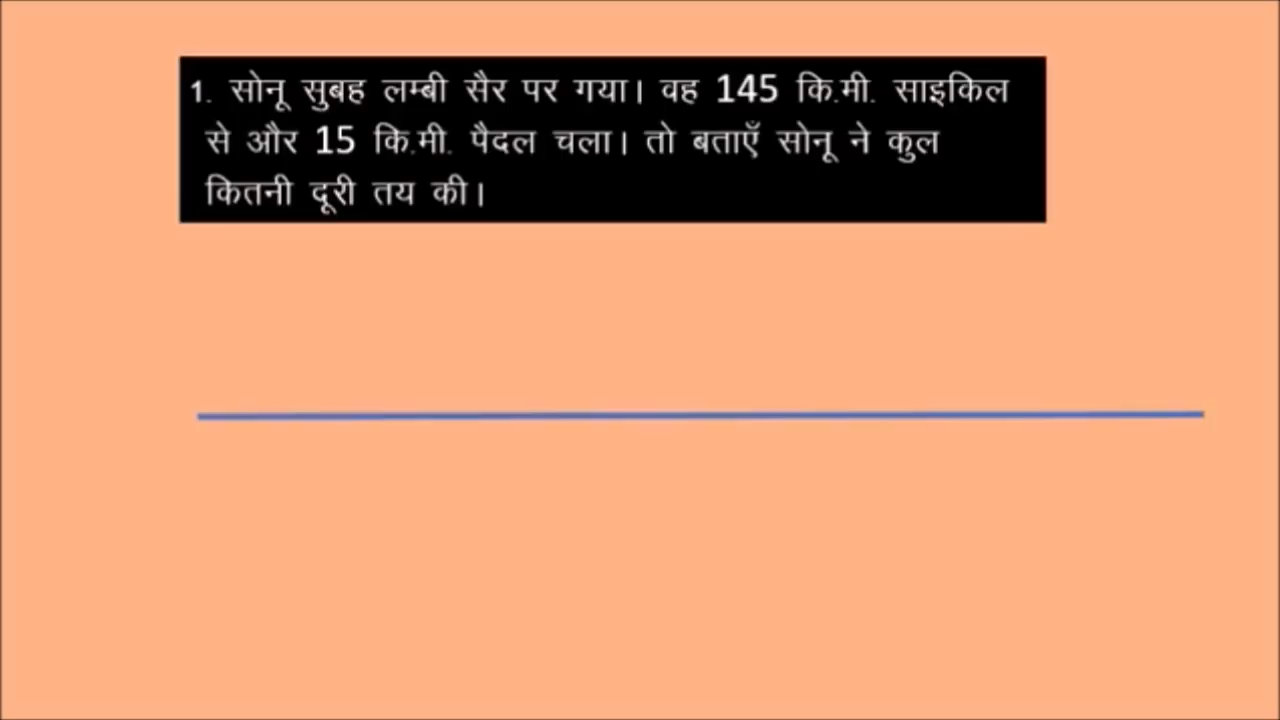 1. सोनू सुबह लम्बी सैर पर गया। वह 145 कि.मी. साइकिल
से और 15 कि.मी. पैदल चला। तो बताएँ सोनू ने कुल
कितनी दूरी तय की।